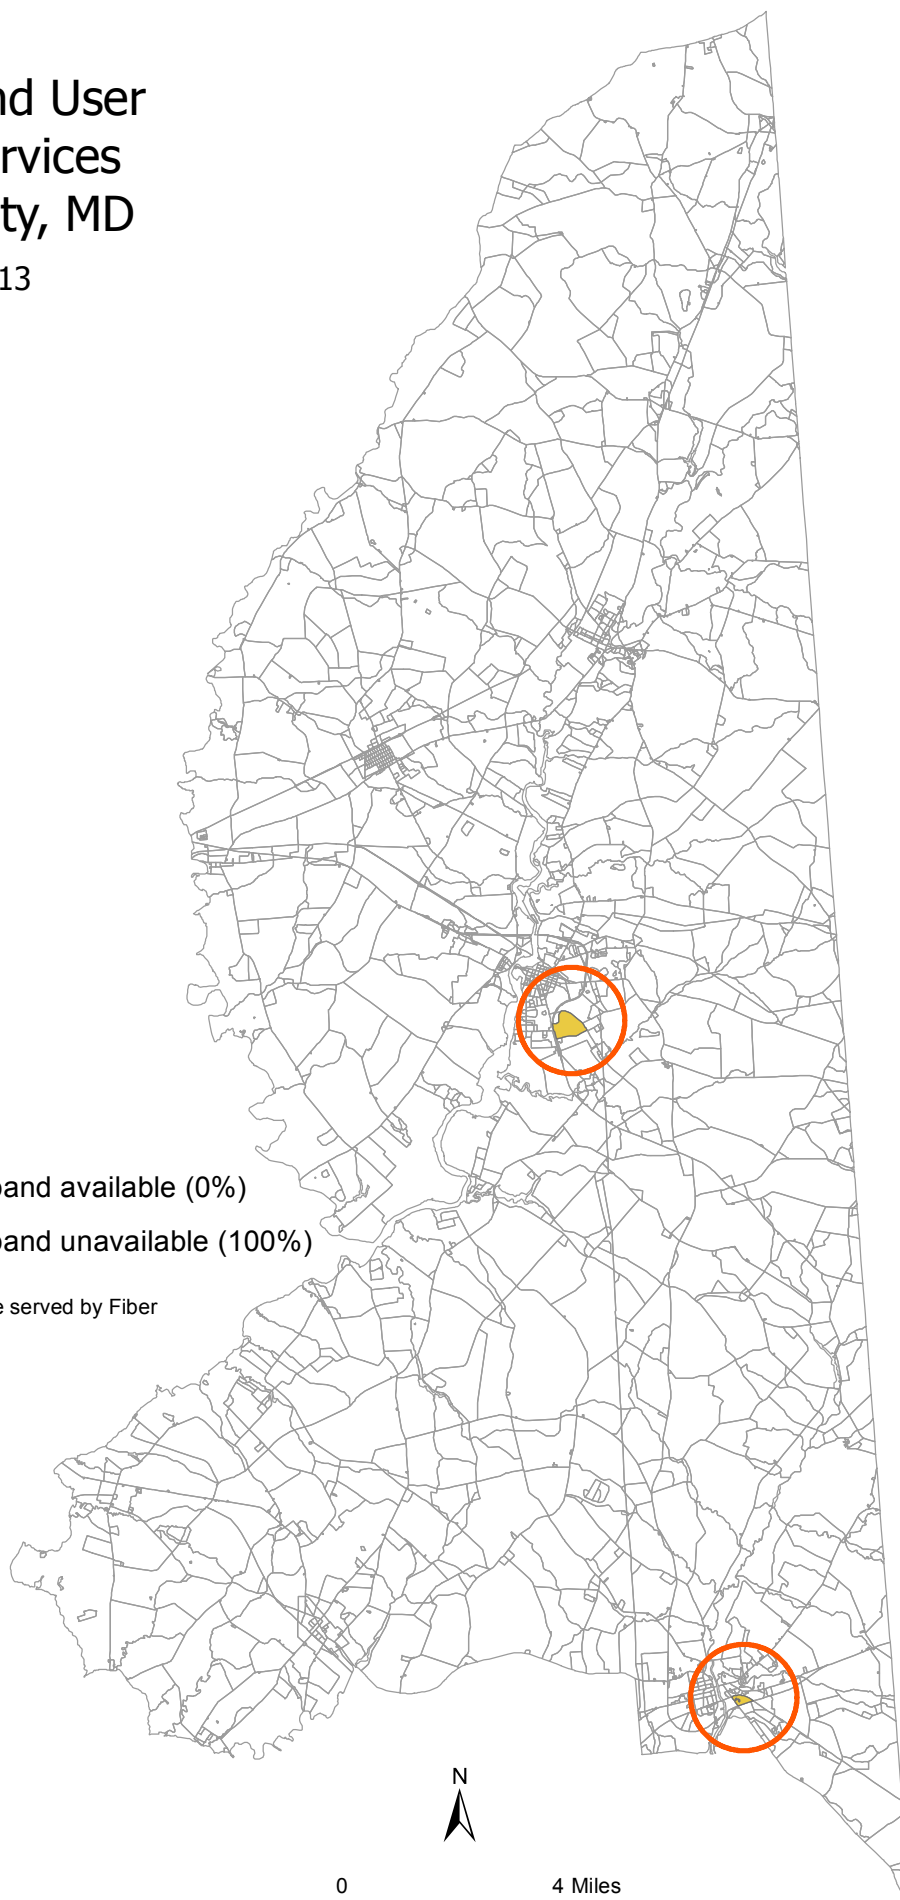 nd User
rvices
ty, MD
13
band available (0%)
band unavailable (100%)
e served by Fiber
N
0 4 Miles